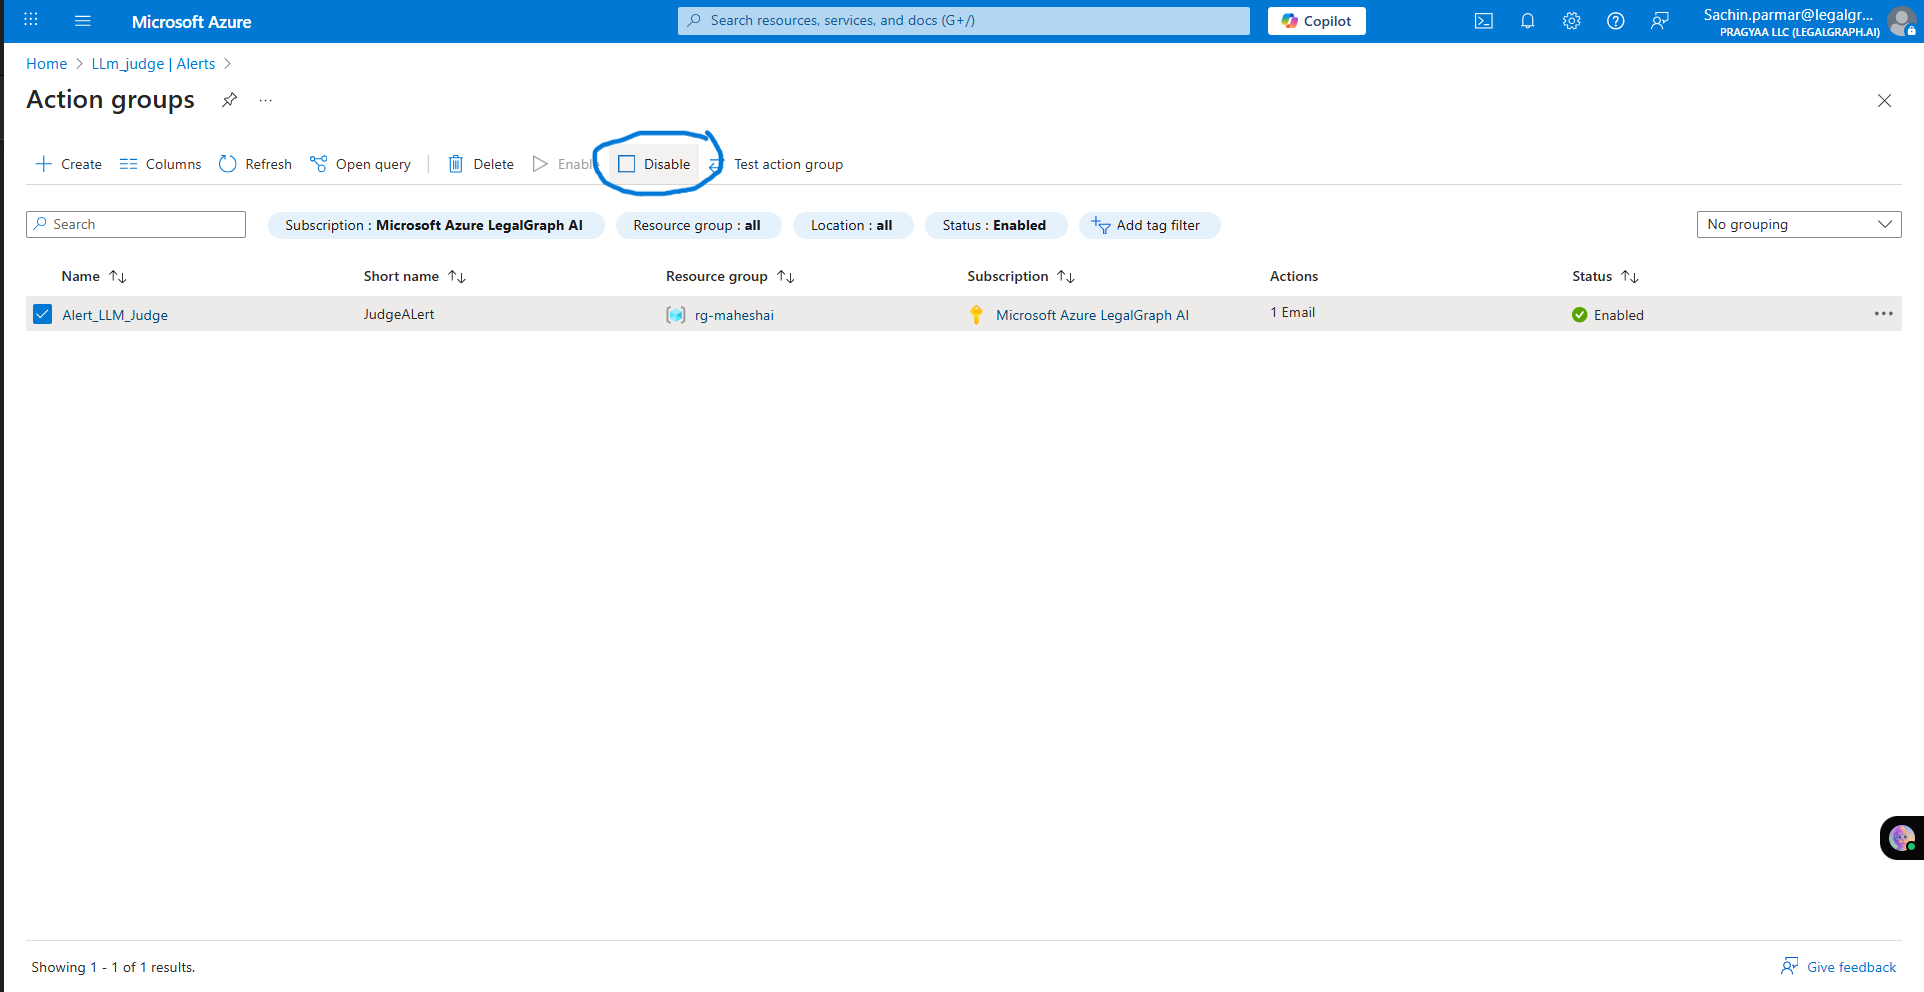 Microsoft Azure
Search resources, services, and docs (G+/)
Copilot
Sachin.parmar@legalgr...
PRAGYAA LLC (LEGALGRAPH.AI)
Home > LLm_judge | Alerts >
Action groups
Create Columns Refresh Open query Delete Enable Disable Test action group
Search Subscription : Microsoft Azure LegalGraph AI Resource group : all Location : all Status : Enabled Add tag filter No grouping
Name Short name Resource group Subscription Actions Status
Alert_LLM_Judge JudgeALert rg-maheshai Microsoft Azure LegalGraph AI 1 Email Enabled
Showing 1 - 1 of 1 results.
Give feedback